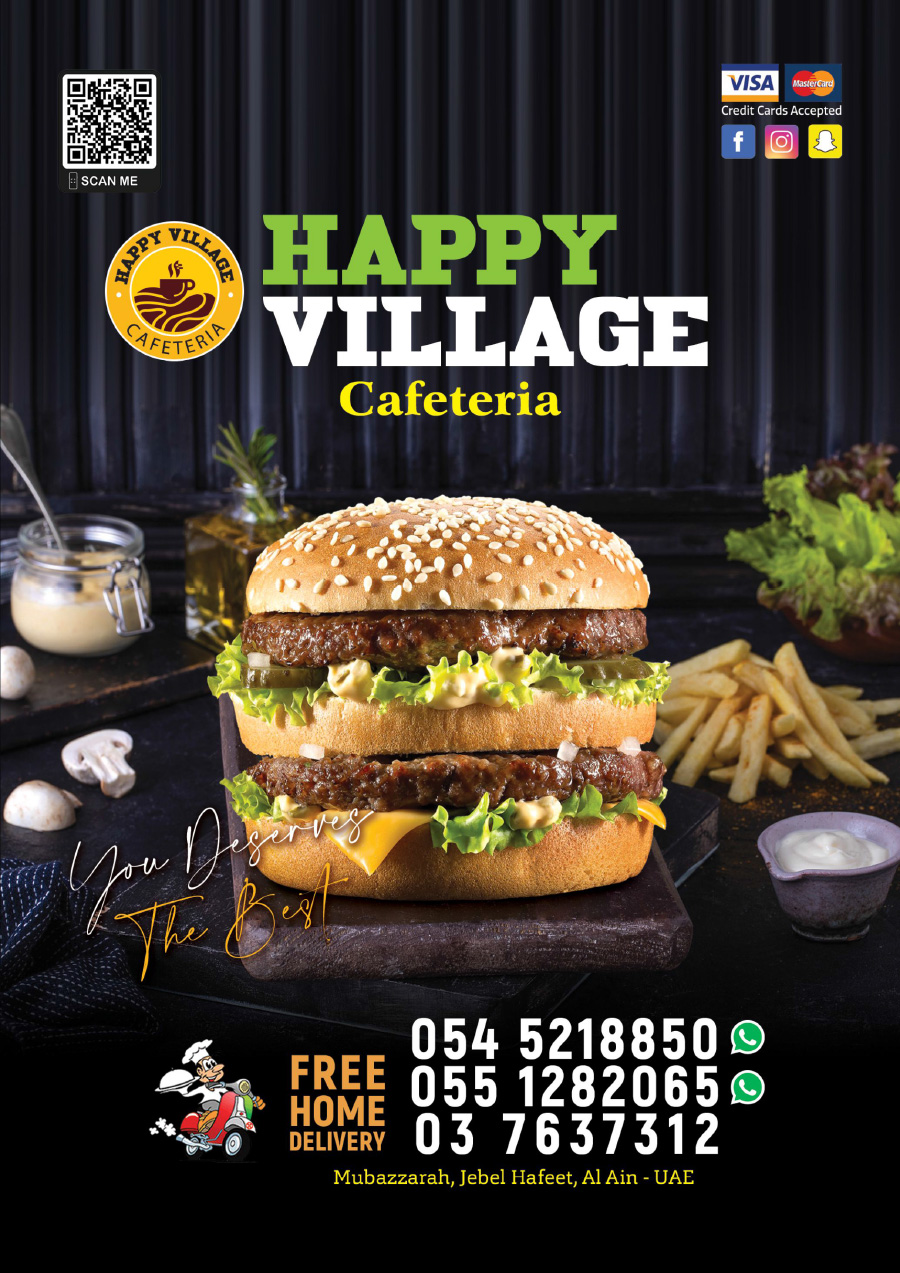 SCAN ME
VISA
MasterCard
Credit Cards Accepted
HAPPY VILLAGE
CAFETERIA
HAPPY
VILLAGE
Cafeteria
You Deserves
The Best
FREE
HOME
DELIVERY
054 5218850
055 1282065
03 7637312
Mubazzarah, Jebel Hafeet, Al Ain - UAE